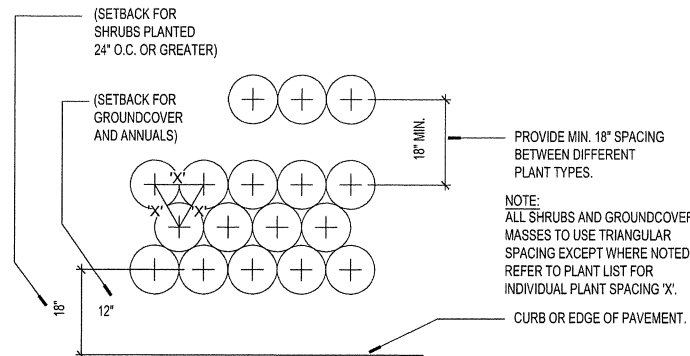 (SETBACK FOR
SHRUBS PLANTED
24" O.C. OR GREATER)
(SETBACK FOR
GROUNDCOVER
AND ANNUALS)
'X'
'X'
'X'
18" MIN.
PROVIDE MIN. 18" SPACING
BETWEEN DIFFERENT
PLANT TYPES.
NOTE:
ALL SHRUBS AND GROUNDCOVER
MASSES TO USE TRIANGULAR
SPACING EXCEPT WHERE NOTED
REFER TO PLANT LIST FOR
INDIVIDUAL PLANT SPACING 'X'.
18"
12"
CURB OR EDGE OF PAVEMENT.